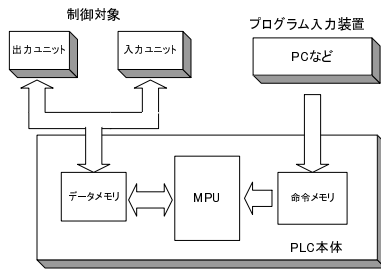 制御対象
プログラム入力装置
出力ユニット
入力ユニット
PCなど
データメモリ
MPU
命令メモリ
PLC本体